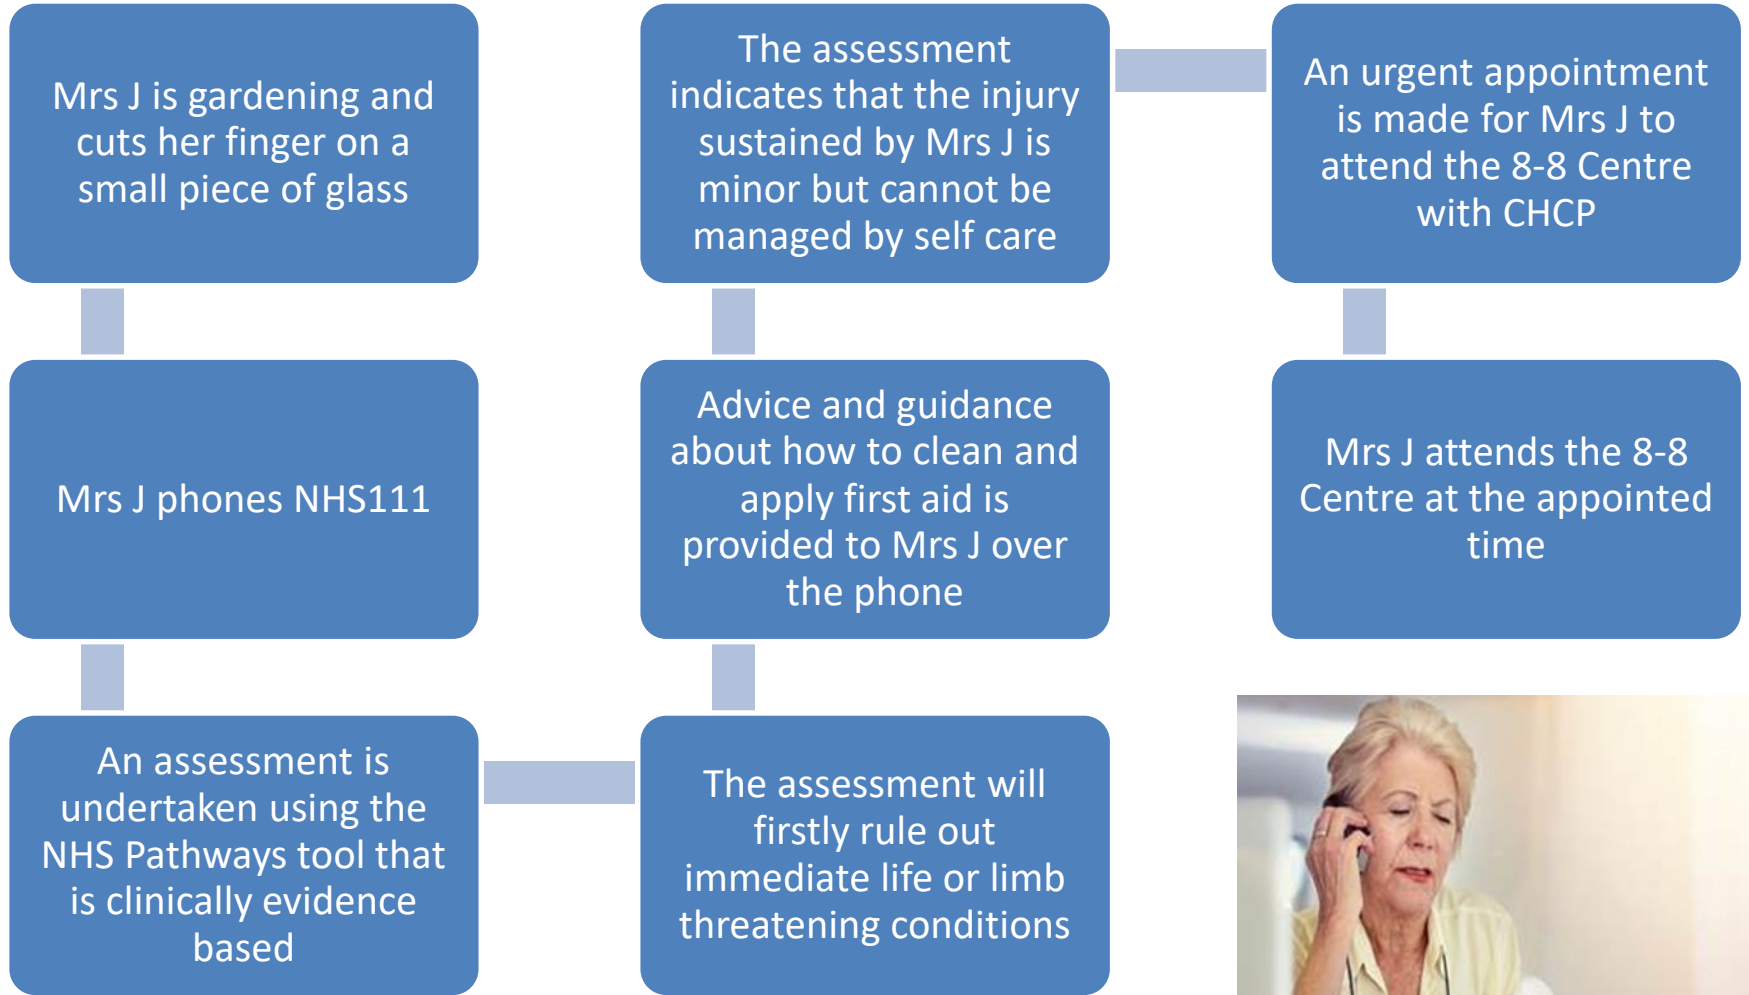 Mrs J is gardening and
cuts her finger on a
small piece of glass
Mrs J phones NHS111
An assessment is
undertaken using the
NHS Pathways tool that
is clinically evidence
based
The assessment will
firstly rule out
immediate life or limb
threatening conditions
Advice and guidance
about how to clean and
apply first aid is
provided to Mrs J over
the phone
The assessment
indicates that the injury
sustained by Mrs J is
minor but cannot be
managed by self care
An urgent appointment
is made for Mrs J to
attend the 8-8 Centre
with CHCP
Mrs J attends the 8-8
Centre at the appointed
time